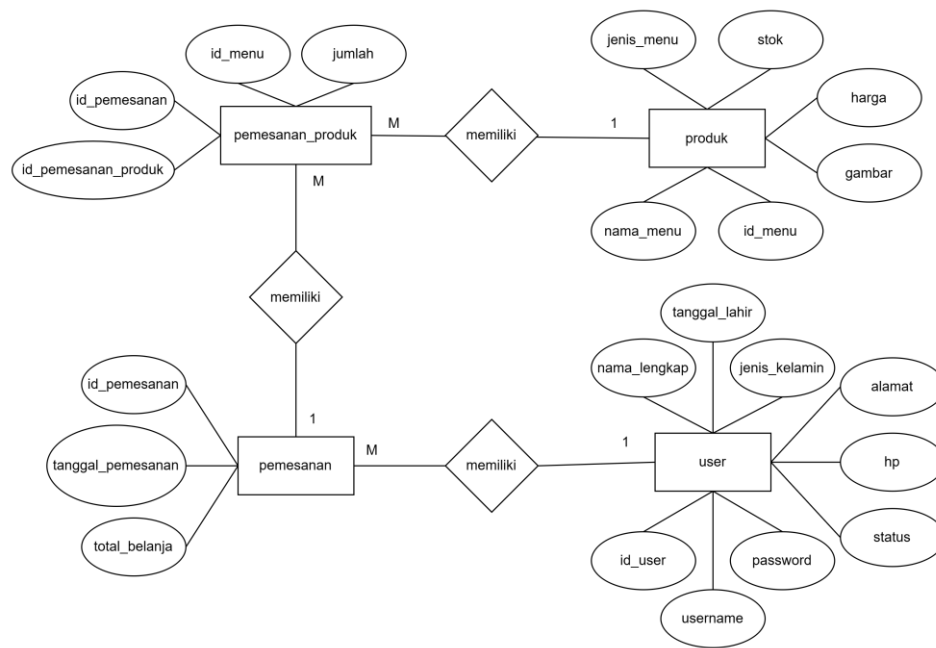 id_menu
jumlah
id_pemesanan
id_pemesanan_produk
pemesanan_produk
M
M
memiliki
1
jenis_menu
stok
harga
produk
gambar
nama_menu
id_menu
memiliki
1
id_pemesanan
tanggal_pemesanan
total_belanja
pemesanan
M
memiliki
1
tanggal_lahir
nama_lengkap
jenis_kelamin
alamat
user
hp
status
id_user
password
username